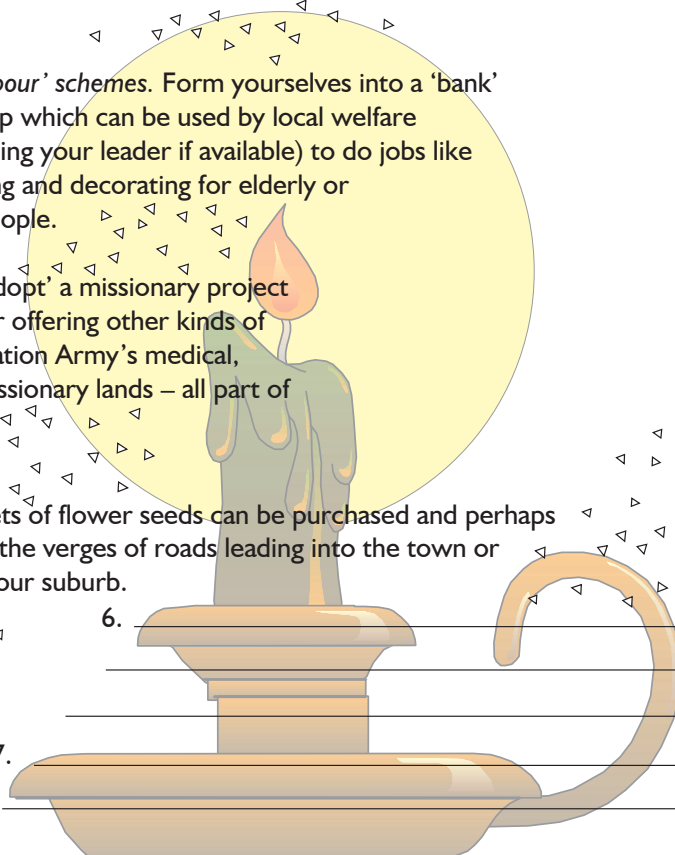 bour’ schemes. Form yourselves into a ‘bank’
p which can be used by local welfare
ing your leader if available) to do jobs like
ng and decorating for elderly or
ople.
dopt’ a missionary project
r offering other kinds of
ation Army’s medical,
ssionary lands – all part of
ets of flower seeds can be purchased and perhaps
the verges of roads leading into the town or
our suburb.
6.
7.